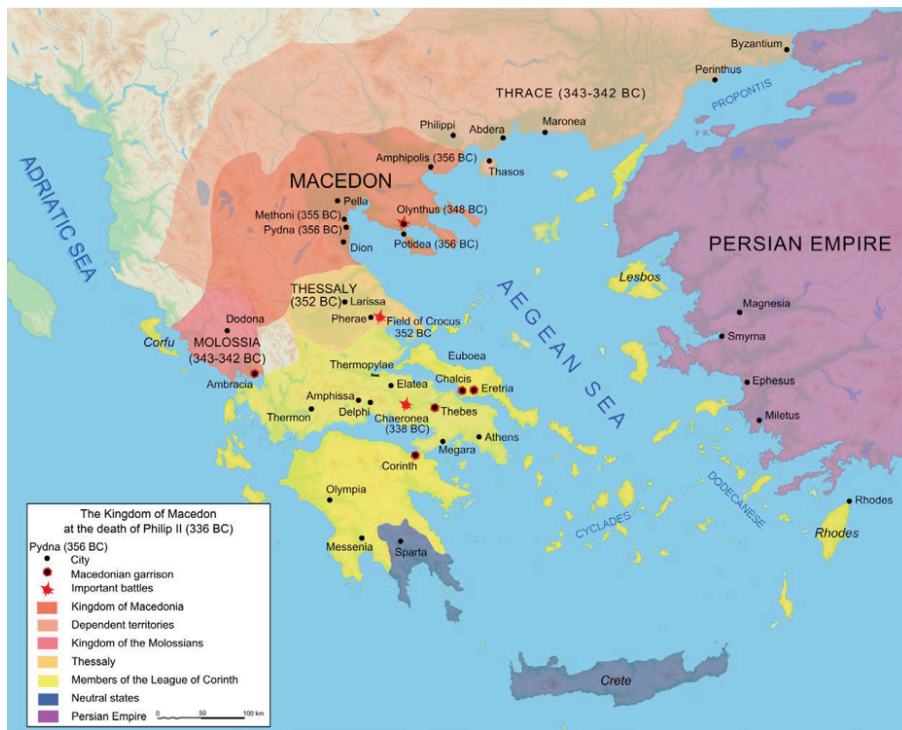 Byzantium
Perinthus
PROPONTIS
THRACE (343-342 BC)
Philippi
Abdera
Maronea
Amphipolis (356 BC)
Thasos
ADRIATIC SEA
MACEDON
Pella
Methoni (355 BC)
Olynthus (348 BC)
Pydna (356 BC)
Potidea (356 BC)
Dion
PERSIAN EMPIRE
Lesbos
THESSALY
(352 BC)
Larissa
Magnesia
AEGEAN SEA
Dodona
Pherae
Field of Crocus
352 BC
Smyrna
Corfu
MOLOSSIA
(343-342 BC)
Euboea
Thermopylae
Ambracia
Elatea
Chalcis
Eretria
Ephesus
Amphissa
Thermon
Delphi
Chaeronea
(338 BC)
Thebes
Miletus
Athens
Megara
Corinth
Olympia
DODECANESE
Rhodes
CYCLADES
Rhodes
Messenia
Sparta
Crete
The Kingdom of Macedon
at the death of Philip II (336 BC)
Pydna (356 BC)
City
Macedonian garrison
Important battles
Kingdom of Macedonia
Dependent territories
Kingdom of the Molossians
Thessaly
Members of the League of Corinth
Neutral states
Persian Empire
0 50 100 km